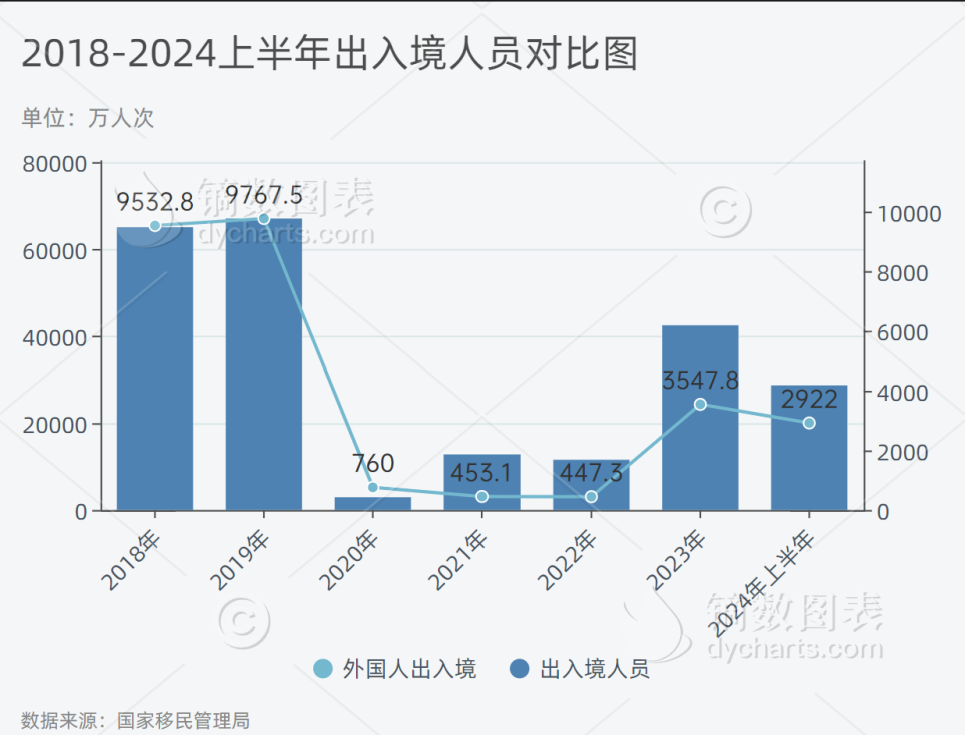 2018-2024上半年出入境人员对比图
单位：万人次
80000
60000
40000
20000
0
10000
8000
6000
4000
2000
0
9532.8
9767.5
760
453.1
447.3
3547.8
2922
2018年
2019年
2020年
2021年
2022年
2023年
2024年上半年
外国人出入境
出入境人员
数据来源：国家移民管理局
镝数图表
dycharts.com
©
©
镝数图表
dycharts.com